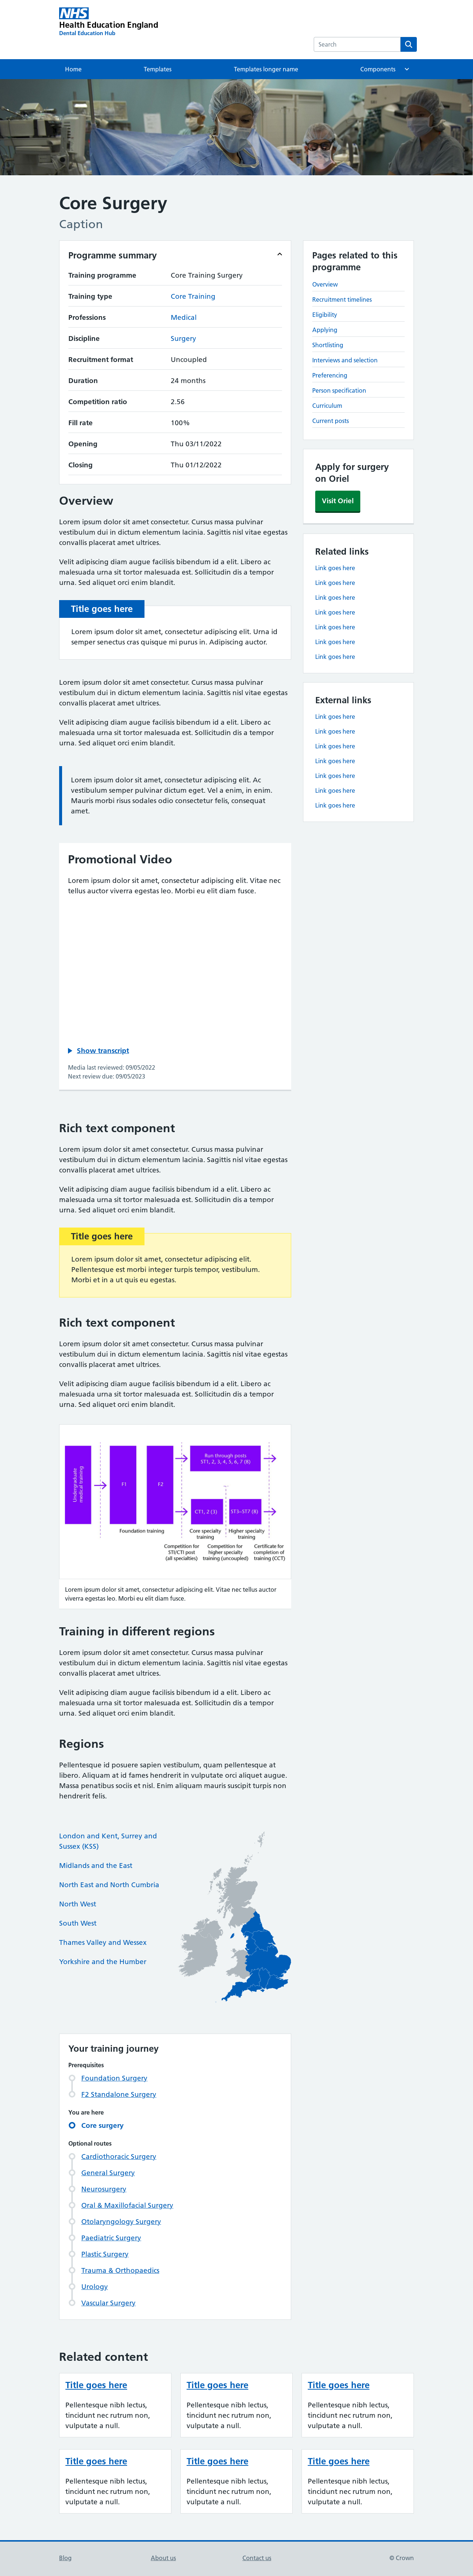 NHS
Health Education England
Dental Education Hub
Search
Home Templates Templates longer name Components
Core Surgery
Caption
Programme summary
Training programme Core Training Surgery
Training type Core Training
Professions Medical
Discipline Surgery
Recruitment format Uncoupled
Duration 24 months
Competition ratio 2.56
Fill rate 100%
Opening Thu 03/11/2022
Closing Thu 01/12/2022
Overview
Lorem ipsum dolor sit amet consectetur. Cursus massa pulvinar
vestibulum dui in dictum elementum lacinia. Sagittis nisl vitae egestas
convallis placerat amet ultrices.
Velit adipiscing diam augue facilisis bibendum id a elit. Libero ac
malesuada urna sit tortor malesuada est. Sollicitudin dis a tempor
urna. Sed aliquet orci enim blandit.
Title goes here
Lorem ipsum dolor sit amet, consectetur adipiscing elit. Urna id
semper senectus cras quisque mi purus in. Adipiscing auctor.
Lorem ipsum dolor sit amet consectetur. Cursus massa pulvinar
vestibulum dui in dictum elementum lacinia. Sagittis nisl vitae egestas
convallis placerat amet ultrices.
Velit adipiscing diam augue facilisis bibendum id a elit. Libero ac
malesuada urna sit tortor malesuada est. Sollicitudin dis a tempor
urna. Sed aliquet orci enim blandit.
Lorem ipsum dolor sit amet, consectetur adipiscing elit. Ac
vestibulum semper pulvinar dictum eget. Vel a enim, in enim.
Mauris morbi risus sodales odio consectetur felis, consequat
amet.
Promotional Video
Lorem ipsum dolor sit amet, consectetur adipiscing elit. Vitae nec
tellus auctor viverra egestas leo. Morbi eu elit diam fusce.
Show transcript
Media last reviewed: 09/05/2022
Next review due: 09/05/2023
Rich text component
Lorem ipsum dolor sit amet consectetur. Cursus massa pulvinar
vestibulum dui in dictum elementum lacinia. Sagittis nisl vitae egestas
convallis placerat amet ultrices.
Velit adipiscing diam augue facilisis bibendum id a elit. Libero ac
malesuada urna sit tortor malesuada est. Sollicitudin dis a tempor
urna. Sed aliquet orci enim blandit.
Title goes here
Lorem ipsum dolor sit amet, consectetur adipiscing elit.
Pellentesque est morbi integer turpis tempor, vestibulum.
Morbi et in a ut quis eu egestas.
Rich text component
Lorem ipsum dolor sit amet consectetur. Cursus massa pulvinar
vestibulum dui in dictum elementum lacinia. Sagittis nisl vitae egestas
convallis placerat amet ultrices.
Velit adipiscing diam augue facilisis bibendum id a elit. Libero ac
malesuada urna sit tortor malesuada est. Sollicitudin dis a tempor
urna. Sed aliquet orci enim blandit.
Undergraduate
medical training
F1
F2
Run through posts
ST1, 2, 3, 4, 5, 6, 7 (8)
CT1, 2 (3)
ST3–ST7 (8)
Foundation training
Core specialty
training
Higher specialty
training
Competition for
ST1/CT1 post
(all specialties)
Competition for
higher specialty
training (uncoupled)
Certificate for
completion of
training (CCT)
Lorem ipsum dolor sit amet, consectetur adipiscing elit. Vitae nec tellus auctor
viverra egestas leo. Morbi eu elit diam fusce.
Training in different regions
Lorem ipsum dolor sit amet consectetur. Cursus massa pulvinar
vestibulum dui in dictum elementum lacinia. Sagittis nisl vitae egestas
convallis placerat amet ultrices.
Velit adipiscing diam augue facilisis bibendum id a elit. Libero ac
malesuada urna sit tortor malesuada est. Sollicitudin dis a tempor
urna. Sed aliquet orci enim blandit.
Regions
Pellentesque id posuere sapien vestibulum, quam pellentesque at
libero. Aliquam at id fames hendrerit in vulputate orci aliquet augue.
Massa penatibus sociis et nisl. Enim aliquam mauris suscipit turpis non
hendrerit felis.
London and Kent, Surrey and
Sussex (KSS)
Midlands and the East
North East and North Cumbria
North West
South West
Thames Valley and Wessex
Yorkshire and the Humber
Your training journey
Prerequisites
Foundation Surgery
F2 Standalone Surgery
You are here
Core surgery
Optional routes
Cardiothoracic Surgery
General Surgery
Neurosurgery
Oral & Maxillofacial Surgery
Otolaryngology Surgery
Paediatric Surgery
Plastic Surgery
Trauma & Orthopaedics
Urology
Vascular Surgery
Pages related to this
programme
Overview
Recruitment timelines
Eligibility
Applying
Shortlisting
Interviews and selection
Preferencing
Person specification
Curriculum
Current posts
Apply for surgery
on Oriel
Visit Oriel
Related links
Link goes here
Link goes here
Link goes here
Link goes here
Link goes here
Link goes here
Link goes here
External links
Link goes here
Link goes here
Link goes here
Link goes here
Link goes here
Link goes here
Link goes here
Related content
Title goes here
Pellentesque nibh lectus,
tincidunt nec rutrum non,
vulputate a null.
Title goes here
Pellentesque nibh lectus,
tincidunt nec rutrum non,
vulputate a null.
Title goes here
Pellentesque nibh lectus,
tincidunt nec rutrum non,
vulputate a null.
Title goes here
Pellentesque nibh lectus,
tincidunt nec rutrum non,
vulputate a null.
Title goes here
Pellentesque nibh lectus,
tincidunt nec rutrum non,
vulputate a null.
Title goes here
Pellentesque nibh lectus,
tincidunt nec rutrum non,
vulputate a null.
Blog About us Contact us © Crown